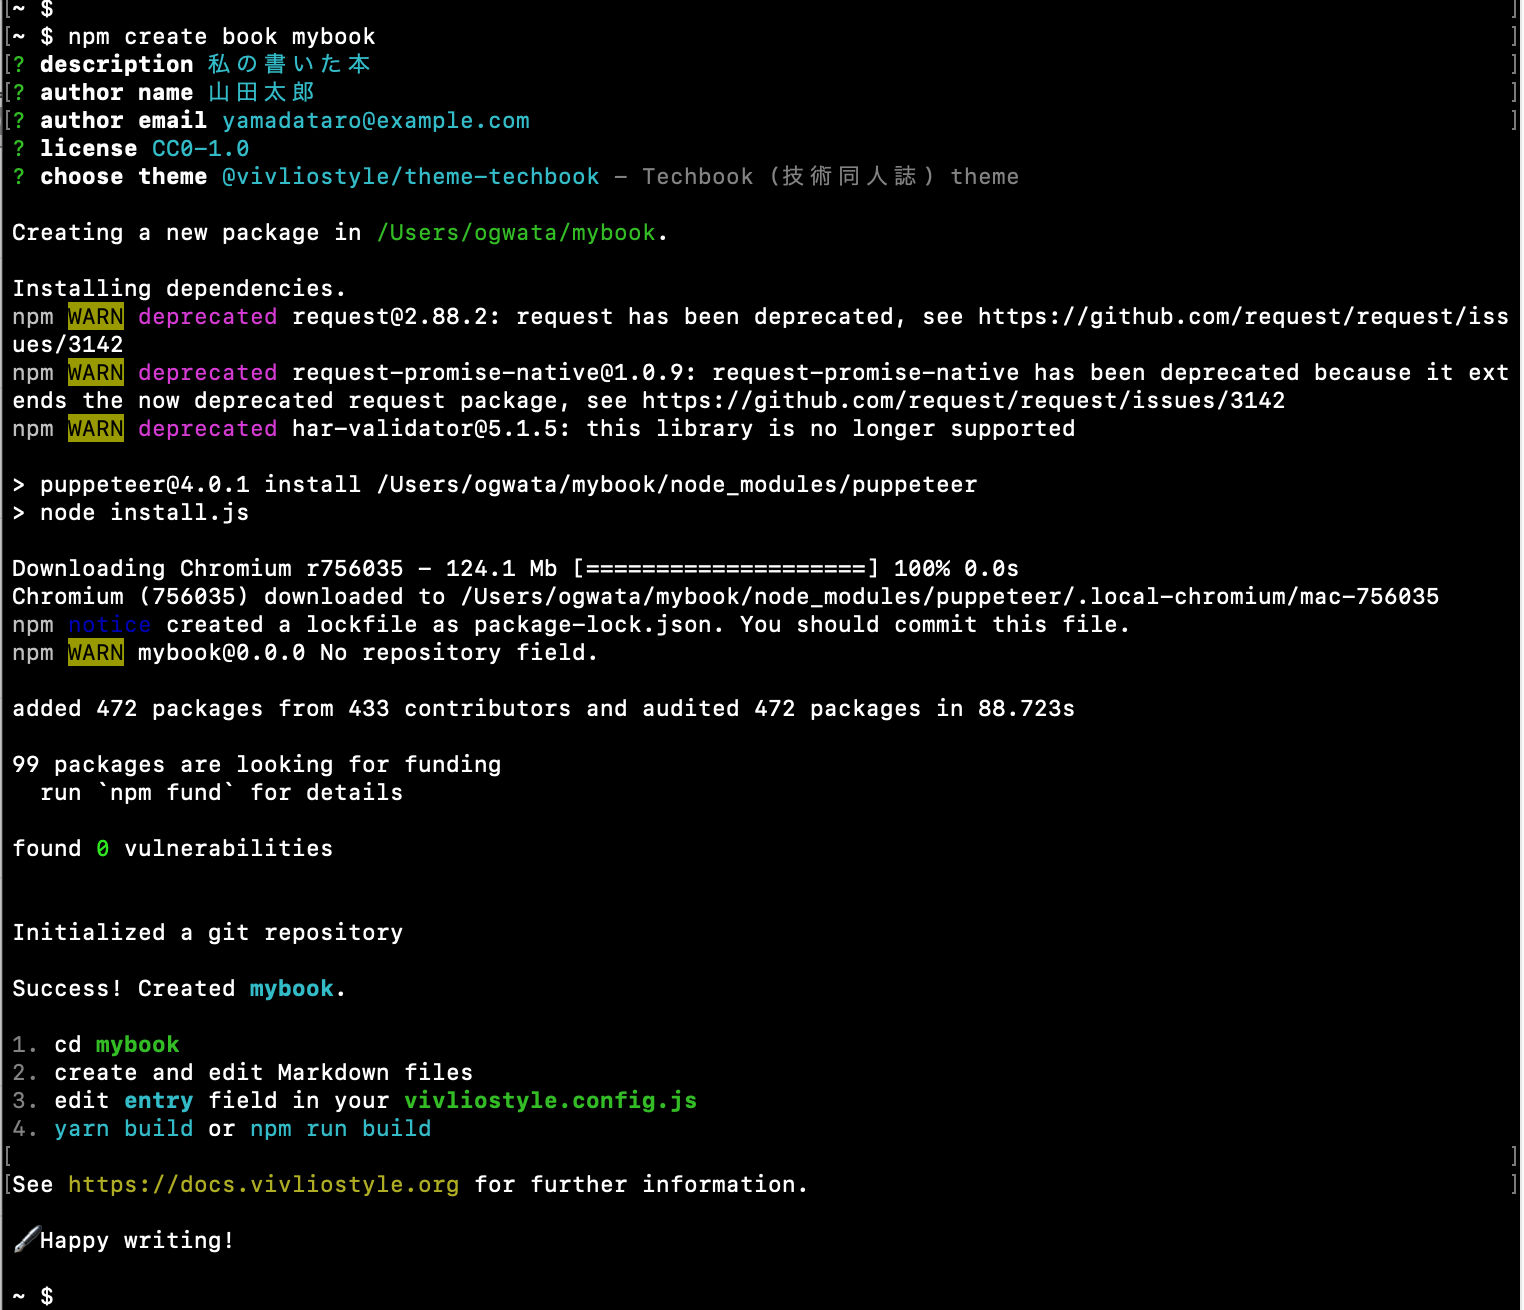 ~ $
~ $ npm create book mybook
? description 私の書いた本
? author name 山田太郎
? author email yamadataro@example.com
? license CC0-1.0
? choose theme @vivliostyle/theme-techbook - Techbook (技術同人誌) theme
Creating a new package in /Users/ogwata/mybook.
Installing dependencies.
npm WARN deprecated request@2.88.2: request has been deprecated, see https://github.com/request/request/iss
ues/3142
npm WARN deprecated request-promise-native@1.0.9: request-promise-native has been deprecated because it ext
ends the now deprecated request package, see https://github.com/request/request/issues/3142
npm WARN deprecated har-validator@5.1.5: this library is no longer supported
> puppeteer@4.0.1 install /Users/ogwata/mybook/node_modules/puppeteer
> node install.js
Downloading Chromium r756035 - 124.1 Mb [====================] 100% 0.0s
Chromium (756035) downloaded to /Users/ogwata/mybook/node_modules/puppeteer/.local-chromium/mac-756035
npm notice created a lockfile as package-lock.json. You should commit this file.
npm WARN mybook@0.0.0 No repository field.
added 472 packages from 433 contributors and audited 472 packages in 88.723s
99 packages are looking for funding
  run `npm fund` for details
found 0 vulnerabilities
Initialized a git repository
Success! Created mybook.
1. cd mybook
2. create and edit Markdown files
3. edit entry field in your vivliostyle.config.js
4. yarn build or npm run build
See https://docs.vivliostyle.org for further information.
🖋Happy writing!
~ $